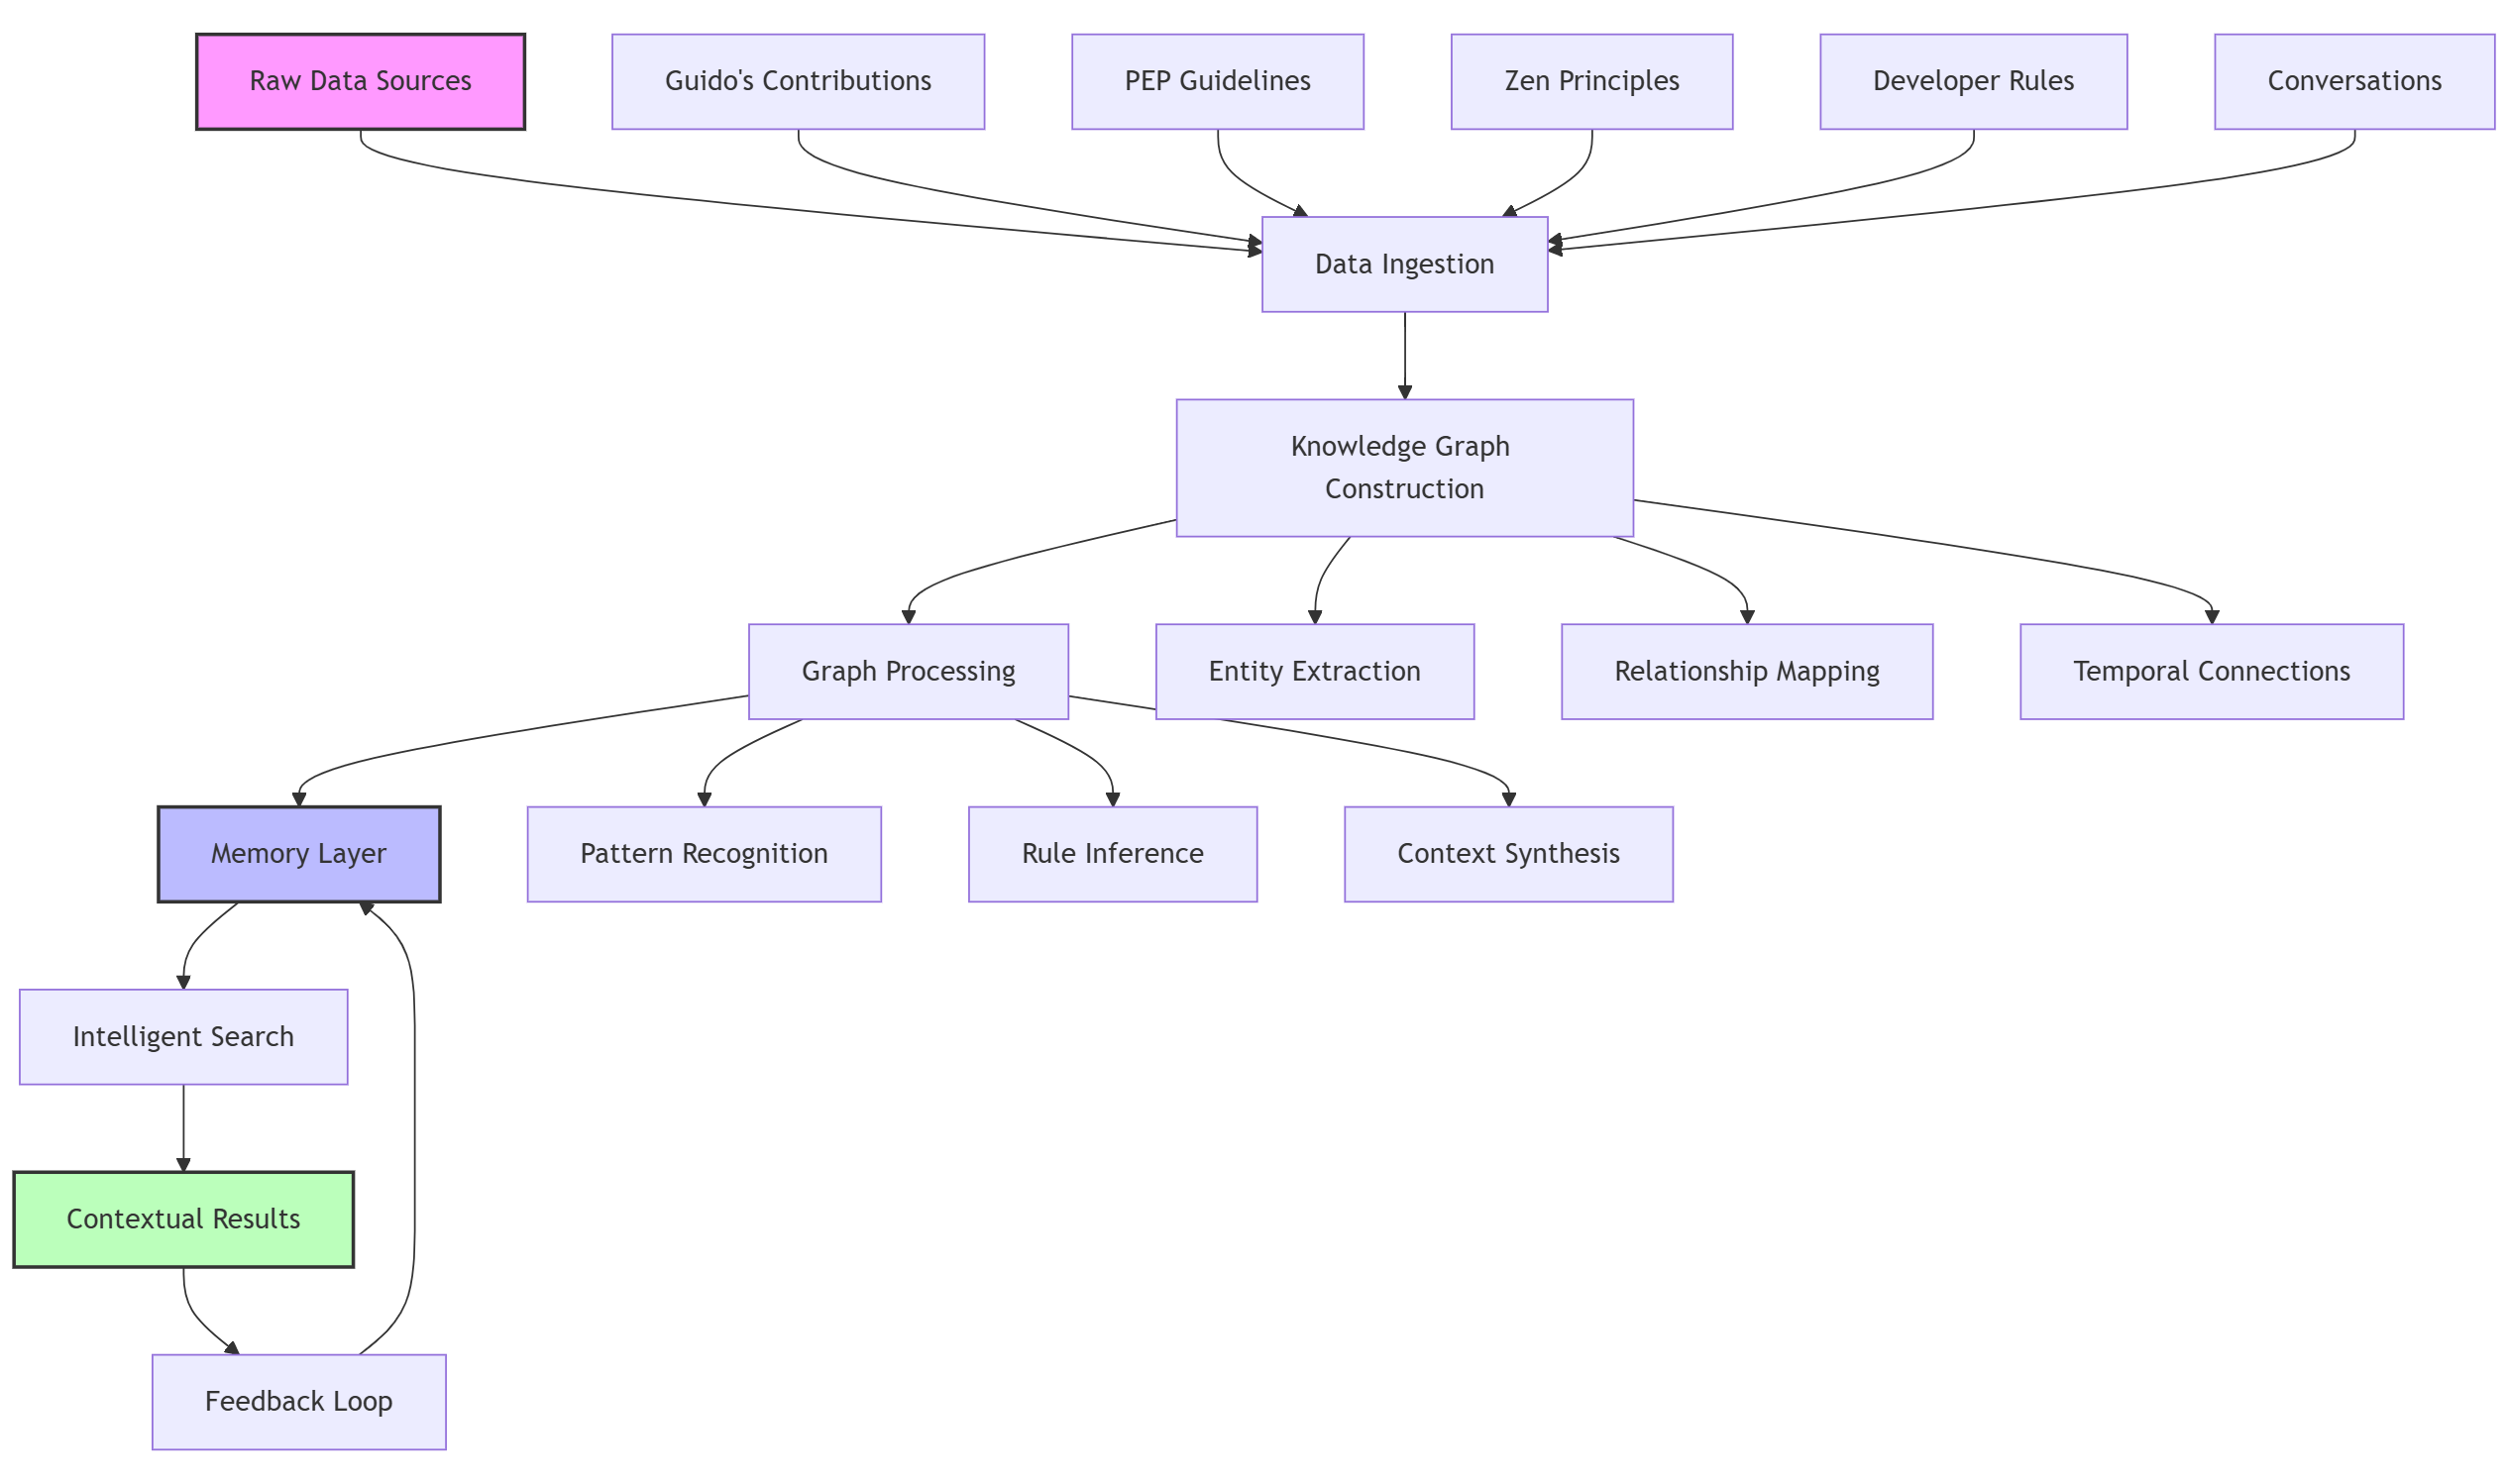 Raw Data Sources
Guido's Contributions
PEP Guidelines
Zen Principles
Developer Rules
Conversations
Data Ingestion
Knowledge Graph
Construction
Graph Processing
Entity Extraction
Relationship Mapping
Temporal Connections
Memory Layer
Pattern Recognition
Rule Inference
Context Synthesis
Intelligent Search
Contextual Results
Feedback Loop